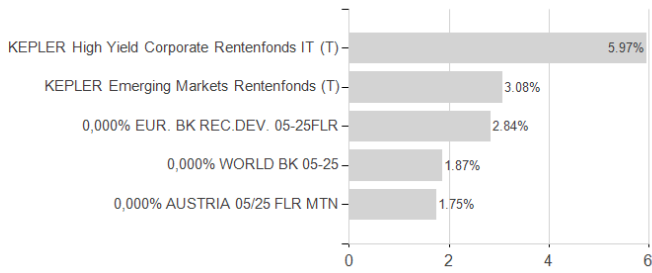 KEPLER High Yield Corporate Rentenfonds IT (T) 5.97%
KEPLER Emerging Markets Rentenfonds (T) 3.08%
0,000% EUR. BK REC.DEV. 05-25FLR 2.84%
0,000% WORLD BK 05-25 1.87%
0,000% AUSTRIA 05/25 FLR MTN 1.75%
0 2 4 6